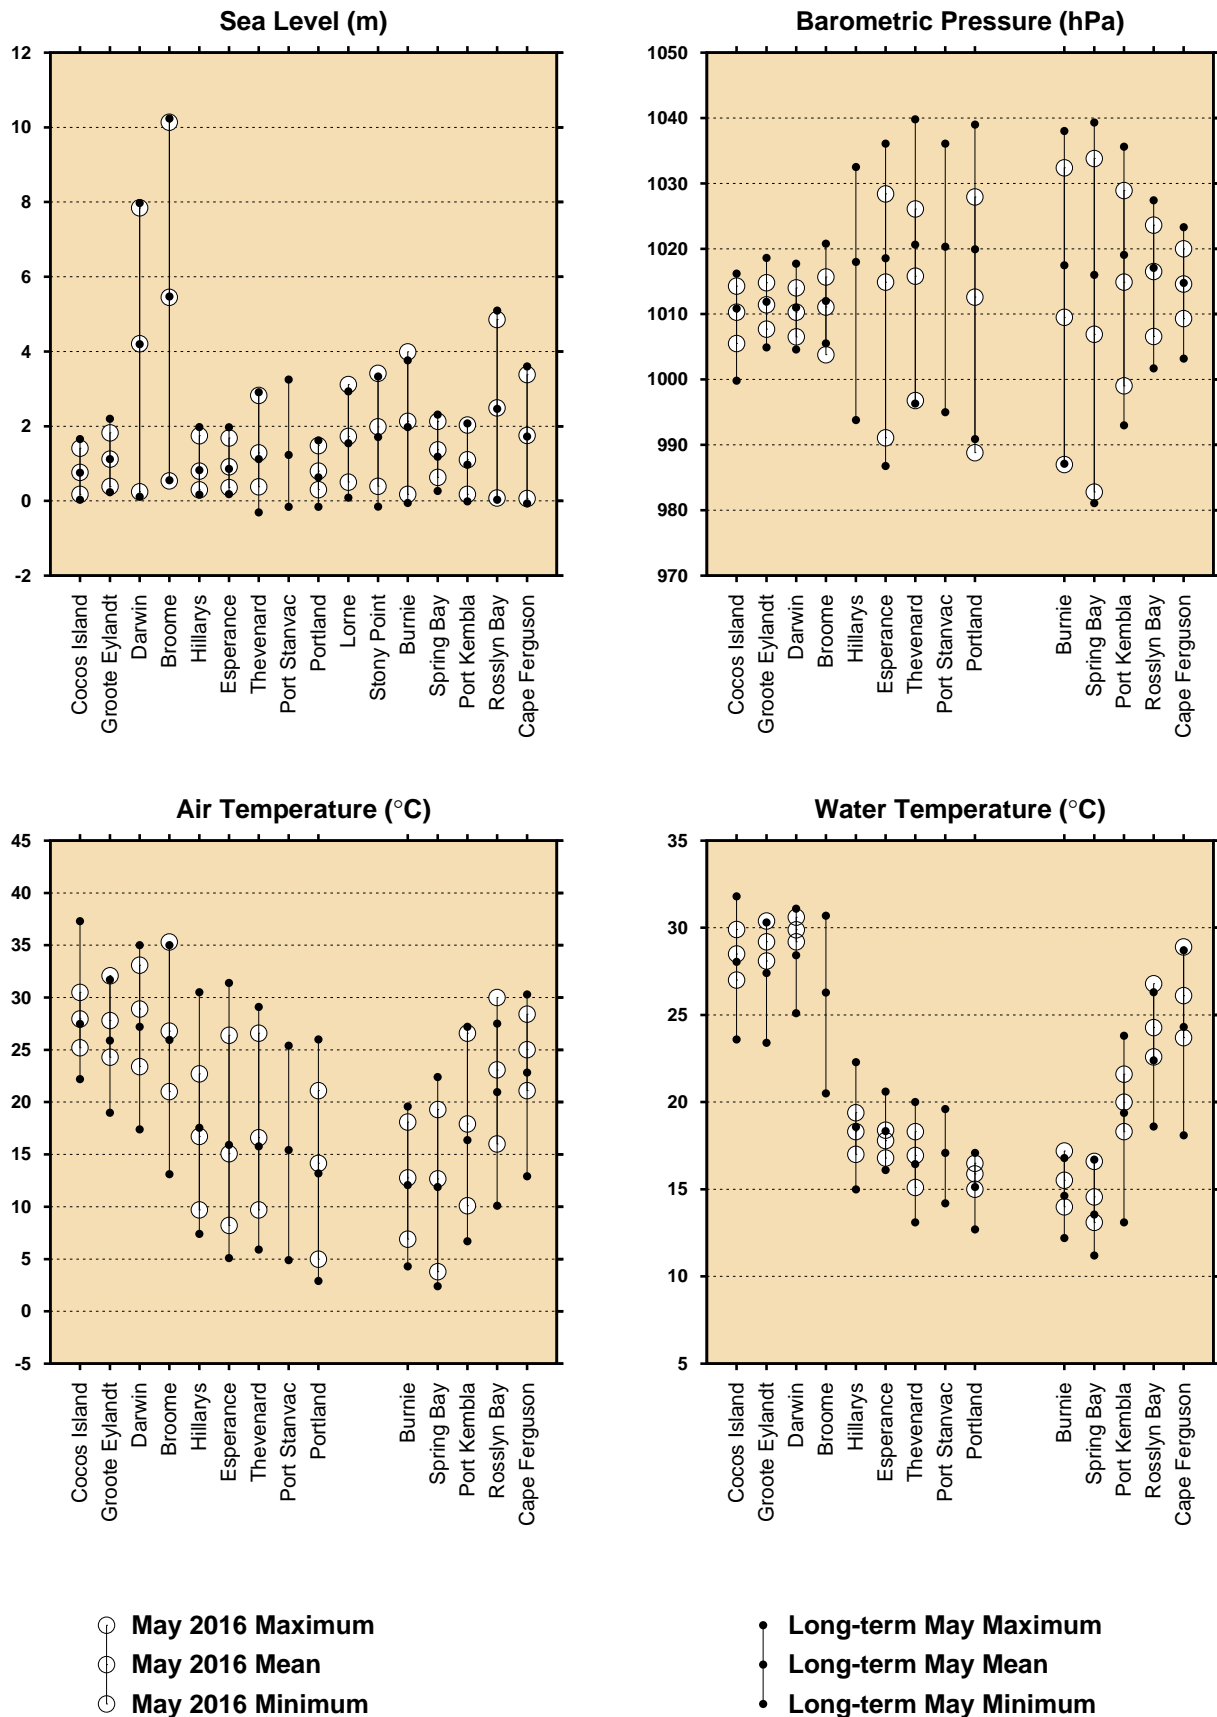 Sea Level (m)
12
10
8
6
4
2
0
-2
Cocos Island
Groote Eylandt
Darwin
Broome
Hillarys
Esperance
Thevenard
Port Stanvac
Portland
Lorne
Stony Point
Burnie
Spring Bay
Port Kembla
Rosslyn Bay
Cape Ferguson
Barometric Pressure (hPa)
1050
1040
1030
1020
1010
1000
990
980
970
Cocos Island
Groote Eylandt
Darwin
Broome
Hillarys
Esperance
Thevenard
Port Stanvac
Portland
Burnie
Spring Bay
Port Kembla
Rosslyn Bay
Cape Ferguson
Air Temperature (°C)
45
40
35
30
25
20
15
10
5
0
-5
Cocos Island
Groote Eylandt
Darwin
Broome
Hillarys
Esperance
Thevenard
Port Stanvac
Portland
Burnie
Spring Bay
Port Kembla
Rosslyn Bay
Cape Ferguson
Water Temperature (°C)
35
30
25
20
15
10
5
Cocos Island
Groote Eylandt
Darwin
Broome
Hillarys
Esperance
Thevenard
Port Stanvac
Portland
Burnie
Spring Bay
Port Kembla
Rosslyn Bay
Cape Ferguson
May 2016 Maximum
May 2016 Mean
May 2016 Minimum
Long-term May Maximum
Long-term May Mean
Long-term May Minimum